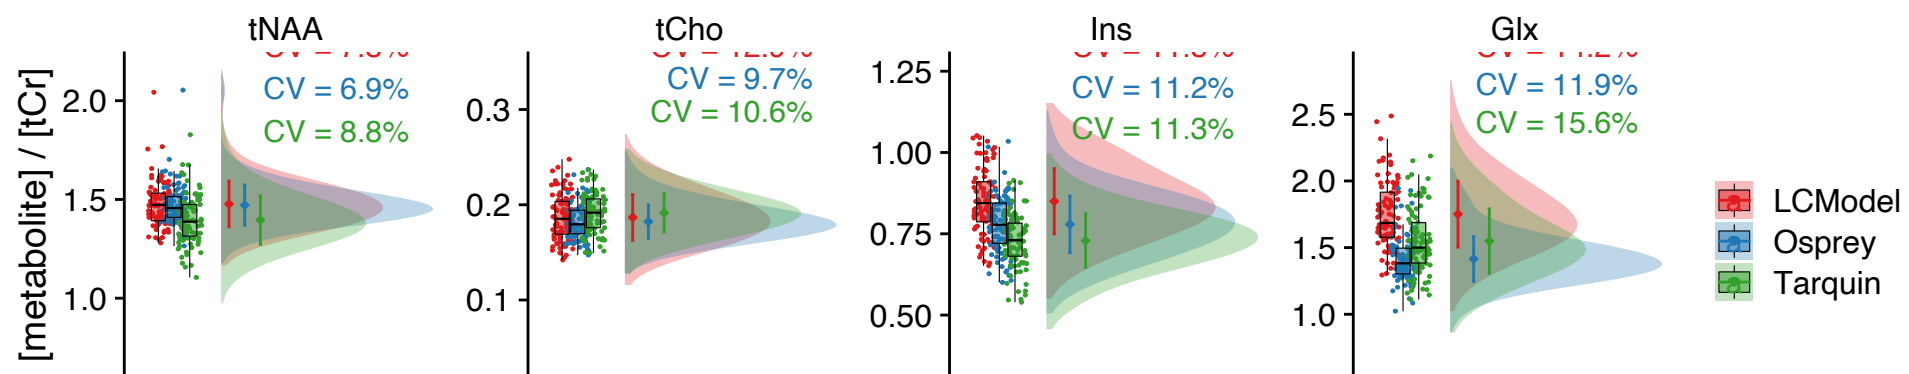 tNAA
tCho
Ins
Glx
[metabolite] / [tCr]
2.0
1.5
1.0
CV = 6.9%
CV = 8.8%
0.3
0.2
0.1
CV = 9.7%
CV = 10.6%
1.25
1.00
0.75
0.50
CV = 11.2%
CV = 11.3%
2.5
2.0
1.5
1.0
CV = 11.9%
CV = 15.6%
LCModel
Osprey
Tarquin